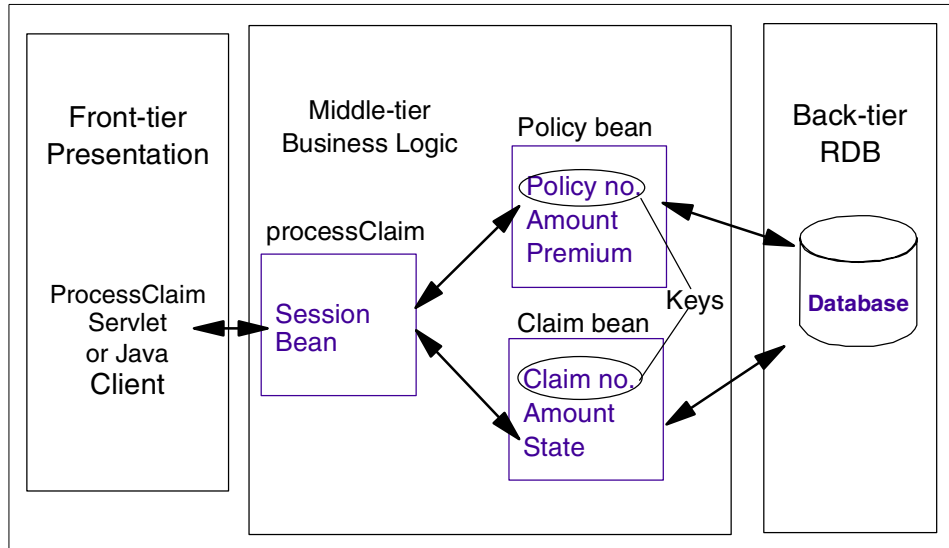 Front-tier
Presentation
ProcessClaim
Servlet
or Java
Client
Middle-tier
Business Logic
processClaim
Session
Bean
Policy bean
Policy no.
Amount
Premium
Keys
Claim bean
Claim no.
Amount
State
Back-tier
RDB
Database